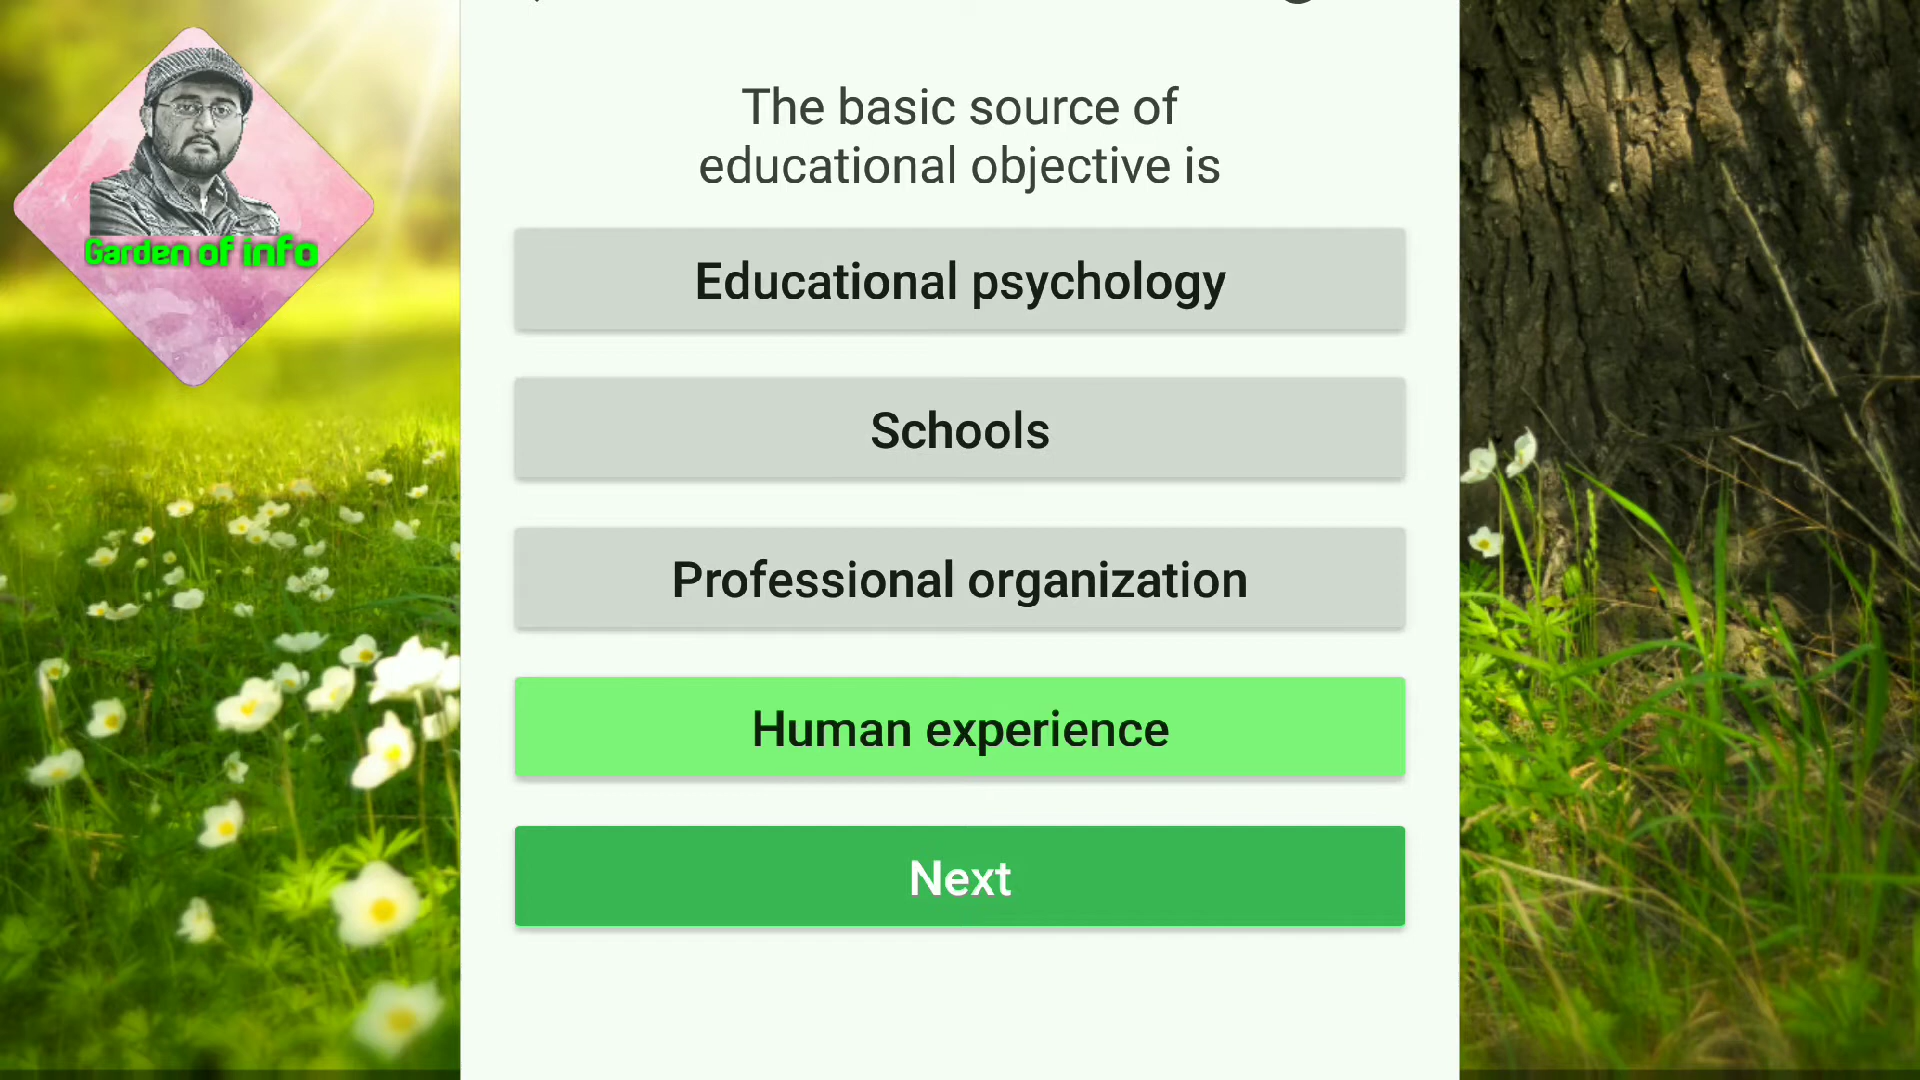 Garden of info
The basic source of
educational objective is
Educational psychology
Schools
Professional organization
Human experience
Next